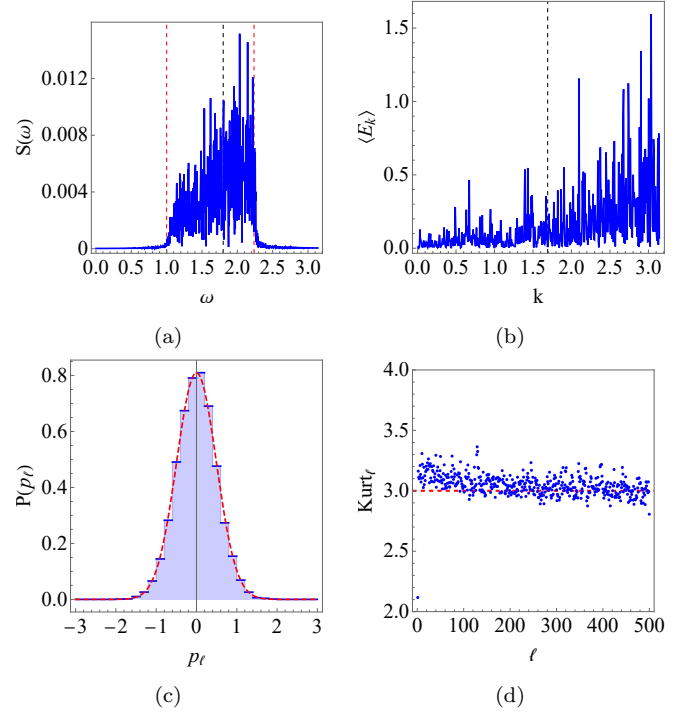 S(ω)
0.012
0.008
0.004
0
0.0 0.5 1.0 1.5 2.0 2.5 3.0
ω
(a)
⟨E_k⟩
1.5
1.0
0.5
0.0
0.0 0.5 1.0 1.5 2.0 2.5 3.0
k
(b)
P(p_ℓ)
0.8
0.6
0.4
0.2
0.0
−3 −2 −1 0 1 2 3
p_ℓ
(c)
Kurt_ℓ
4.0
3.5
3.0
2.5
2.0
0 100 200 300 400 500
ℓ
(d)